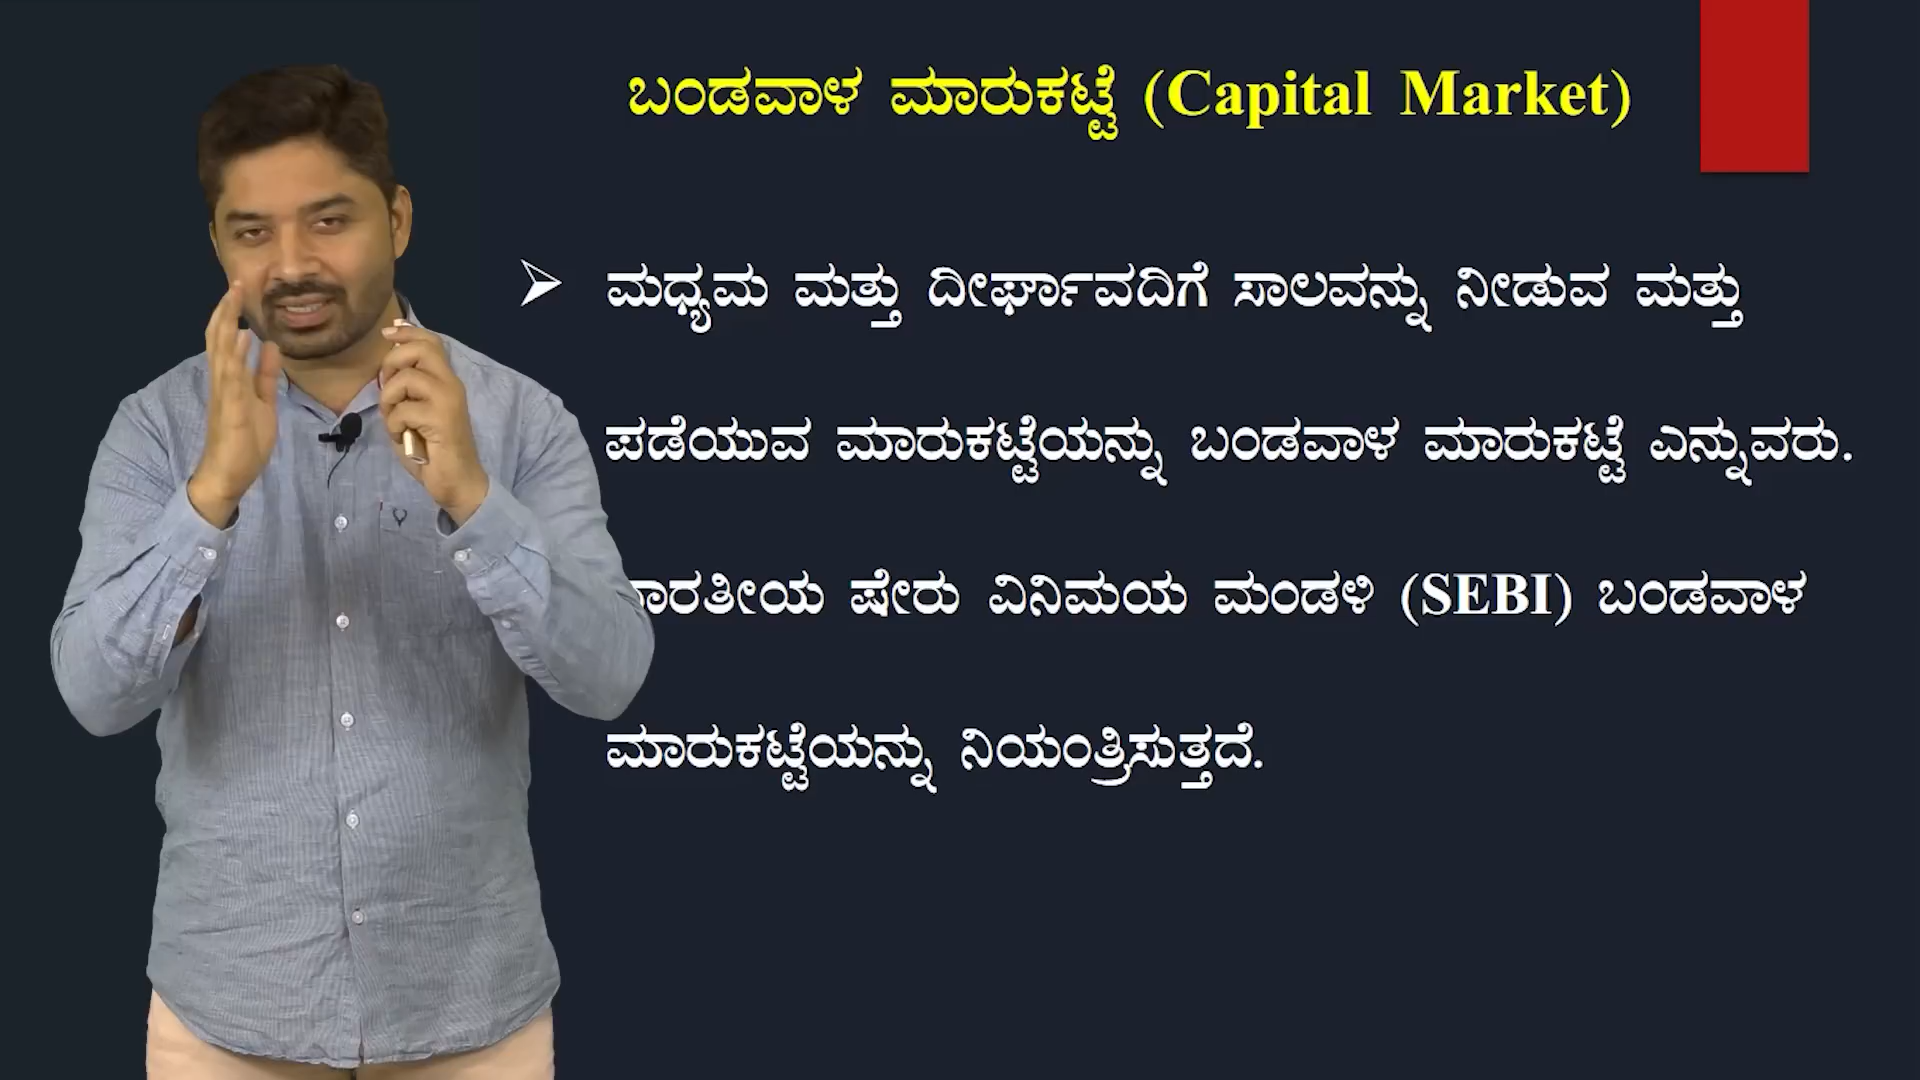 ಬಂಡವಾಳ ಮಾರುಕಟ್ಟೆ (Capital Market)
ಮಧ್ಯಮ ಮತ್ತು ದೀರ್ಘಾವದಿಗೆ ಸಾಲವನ್ನು ನೀಡುವ ಮತ್ತು
ಪಡೆಯುವ ಮಾರುಕಟ್ಟೆಯನ್ನು ಬಂಡವಾಳ ಮಾರುಕಟ್ಟೆ ಎನ್ನುವರು.
ಷೇರು ವಿನಿಮಯ ಮಂಡಳಿ (SEBI) ಬಂಡವಾಳ
ಮಾರುಕಟ್ಟೆಯನ್ನು ನಿಯಂತ್ರಿಸುತ್ತದೆ.